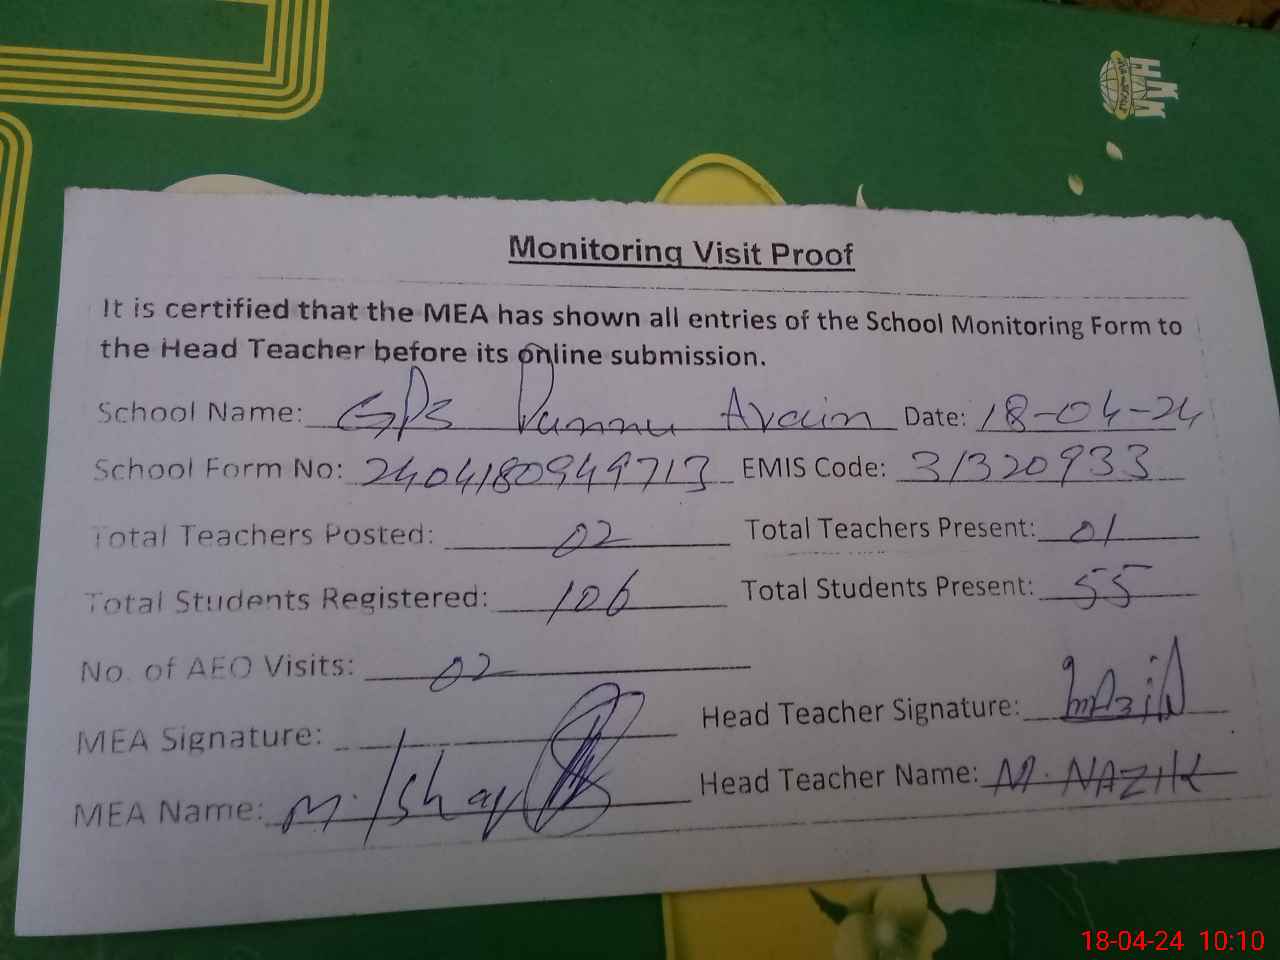 Monitoring Visit Proof
It is certified that the MEA has shown all entries of the School Monitoring Form to
the Head Teacher before its online submission.
School Name: GPS Punnu Avaim Date: 18-04-24
School Form No: 2404180949713 EMIS Code: 31320933
Total Teachers Posted: 02 Total Teachers Present: 01
Total Students Registered: 106 Total Students Present: 55
No. of AEO Visits: 02
MEA Signature: Head Teacher Signature:
MEA Name: M. Ishaq Head Teacher Name: M. NAZIK
18-04-24 10:10